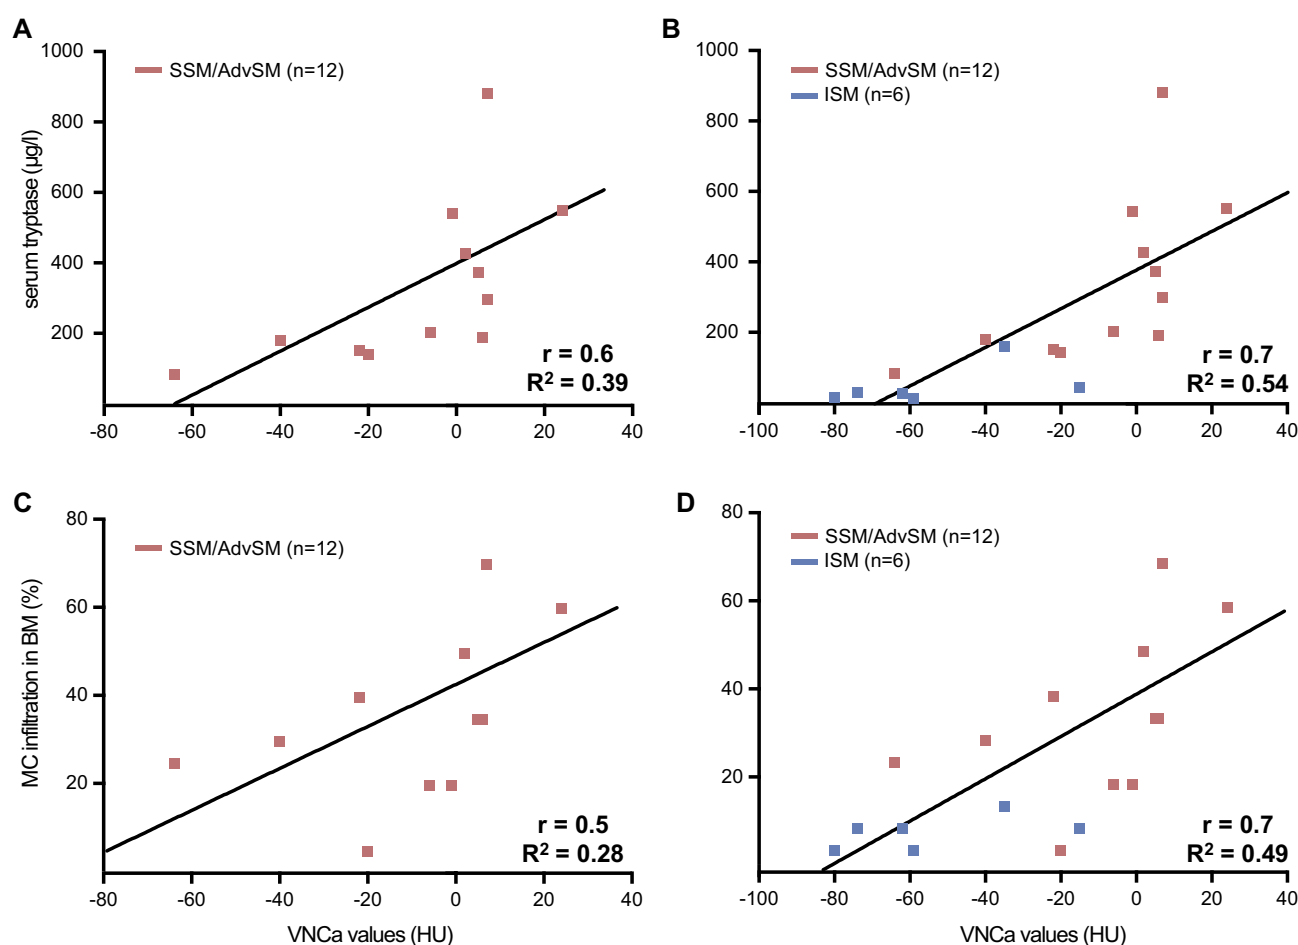 A
SSM/AdvSM (n=12)
serum tryptase (µg/l)
1000
800
600
400
200
r = 0.6
R² = 0.39
-80 -60 -40 -20 0 20 40
B
SSM/AdvSM (n=12)
ISM (n=6)
1000
800
600
400
200
0
r = 0.7
R² = 0.54
-100 -80 -60 -40 -20 0 20 40
C
SSM/AdvSM (n=12)
MC infiltration in BM (%)
80
60
40
20
r = 0.5
R² = 0.28
-80 -60 -40 -20 0 20 40
VNCa values (HU)
D
SSM/AdvSM (n=12)
ISM (n=6)
80
60
40
20
r = 0.7
R² = 0.49
-100 -80 -60 -40 -20 0 20 40
VNCa values (HU)